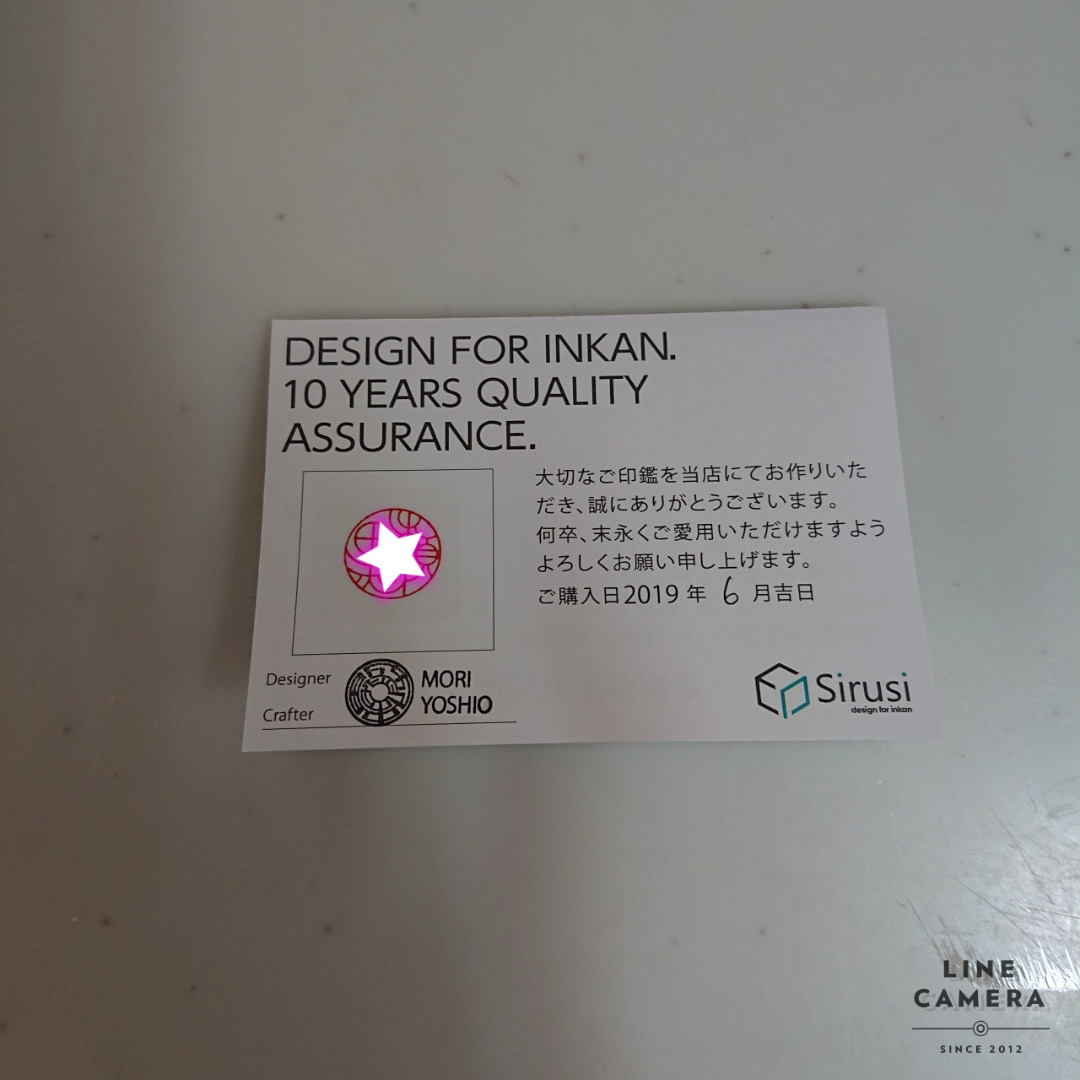 DESIGN FOR INKAN.
10 YEARS QUALITY
ASSURANCE.
大切なご印鑑を当店にてお作りいた
だき、誠にありがとうございます。
何卒、末永くご愛用いただけますよう
よろしくお願い申し上げます。
ご購入日2019 年 6 月吉日
Designer
Crafter
MORI
YOSHIO
Sirusi
design for inkan
LINE
CAMERA
SINCE 2012